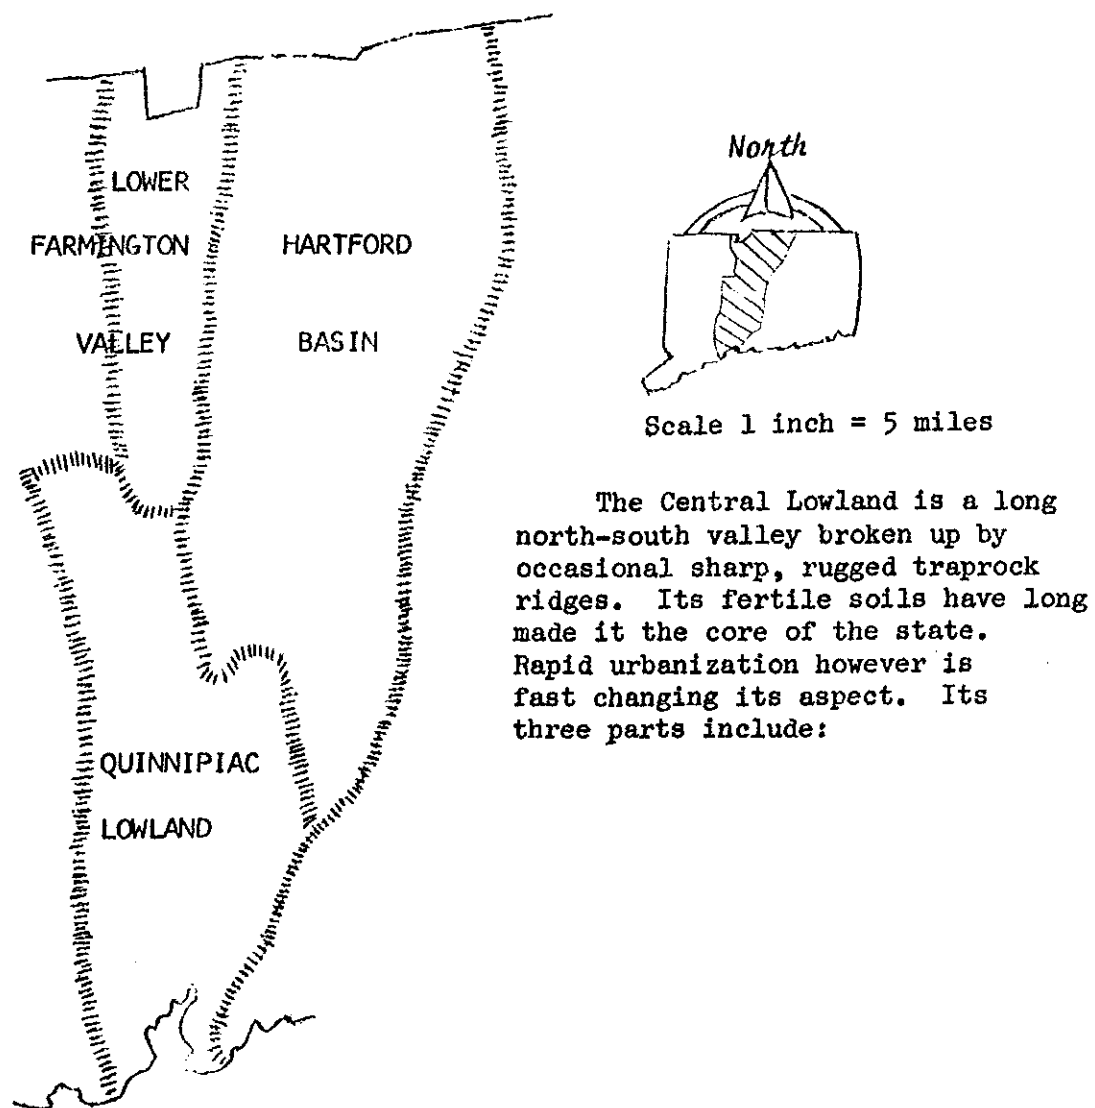 LOWER
FARMINGTON
VALLEY
HARTFORD
BASIN
QUINNIPIAC
LOWLAND
North
Scale 1 inch = 5 miles
The Central Lowland is a long
north-south valley broken up by
occasional sharp, rugged traprock
ridges. Its fertile soils have long
made it the core of the state.
Rapid urbanization however is
fast changing its aspect. Its
three parts include: